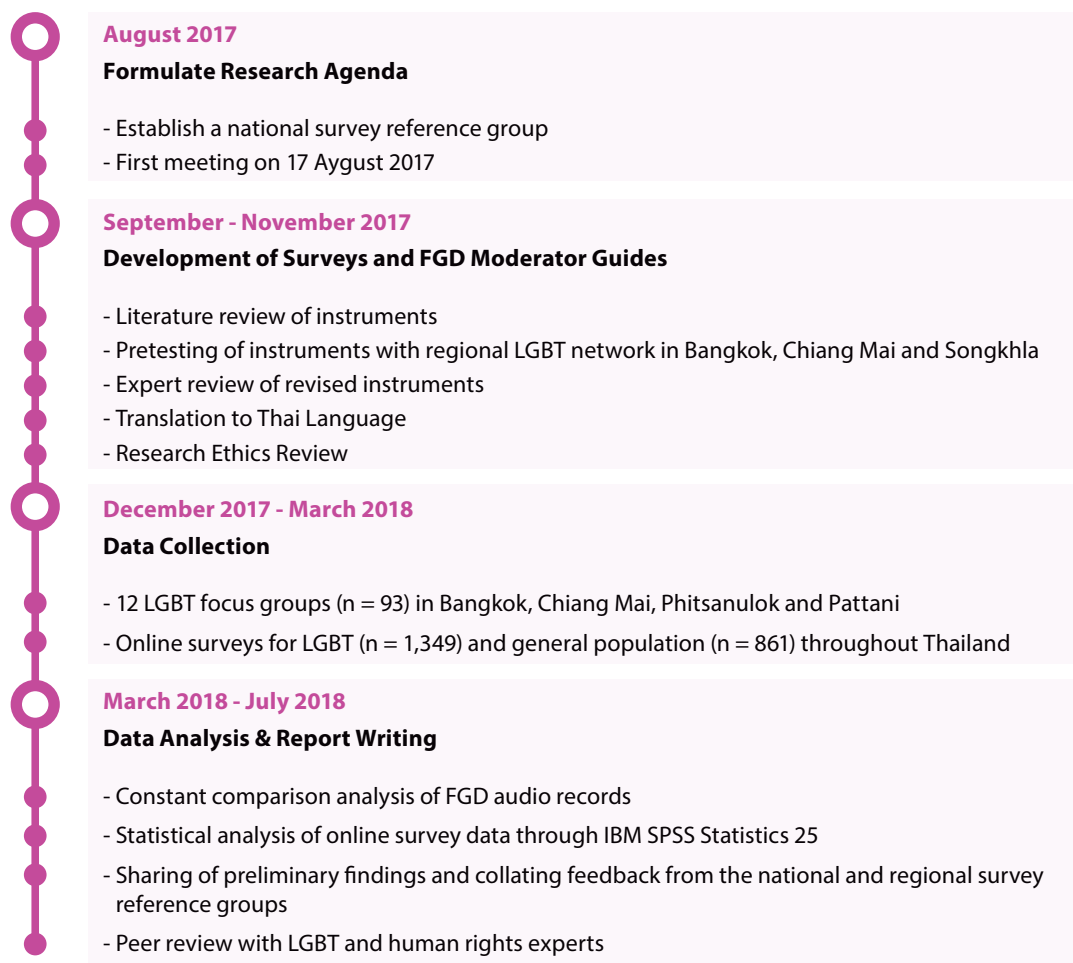 August 2017
Formulate Research Agenda
- Establish a national survey reference group
- First meeting on 17 Aygust 2017
September - November 2017
Development of Surveys and FGD Moderator Guides
- Literature review of instruments
- Pretesting of instruments with regional LGBT network in Bangkok, Chiang Mai and Songkhla
- Expert review of revised instruments
- Translation to Thai Language
- Research Ethics Review
December 2017 - March 2018
Data Collection
- 12 LGBT focus groups (n = 93) in Bangkok, Chiang Mai, Phitsanulok and Pattani
- Online surveys for LGBT (n = 1,349) and general population (n = 861) throughout Thailand
March 2018 - July 2018
Data Analysis & Report Writing
- Constant comparison analysis of FGD audio records
- Statistical analysis of online survey data through IBM SPSS Statistics 25
- Sharing of preliminary findings and collating feedback from the national and regional survey
reference groups
- Peer review with LGBT and human rights experts